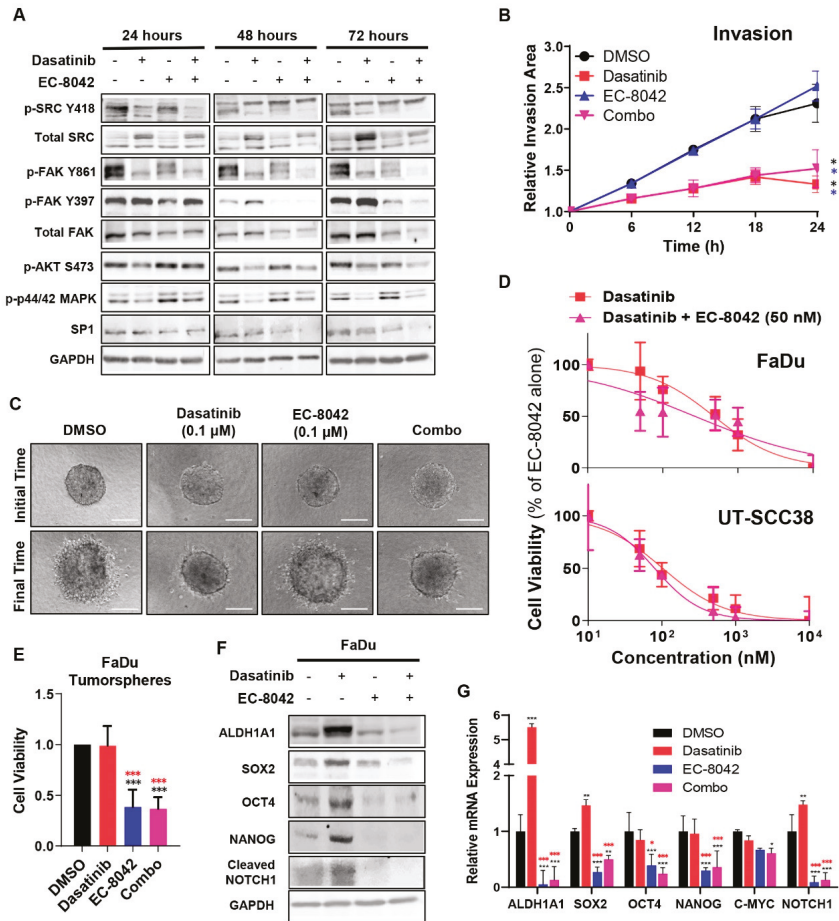 A
24 hours 48 hours 72 hours
Dasatinib - + - + - + - + - + - +
EC-8042 - - + + - - + + - - + +
p-SRC Y418
Total SRC
p-FAK Y861
p-FAK Y397
Total FAK
p-AKT S473
p-p44/42 MAPK
SP1
GAPDH
B
Invasion
DMSO
Dasatinib
EC-8042
Combo
Relative Invasion Area
3.0
2.5
2.0
1.5
1.0
0 6 12 18 24
Time (h)
*
*
*
*
C
DMSO Dasatinib (0.1 µM) EC-8042 (0.1 µM) Combo
Initial Time
Final Time
D
Dasatinib
Dasatinib + EC-8042 (50 nM)
FaDu
100
50
0
UT-SCC38
100
50
0
Cell Viability (% of EC-8042 alone)
10¹ 10² 10³ 10⁴
Concentration (nM)
E
FaDu
Tumorspheres
Cell Viability
1.5
1.0
0.5
0.0
*** ***
*** ***
DMSO Dasatinib EC-8042 Combo
F
FaDu
Dasatinib - + - +
EC-8042 - - + +
ALDH1A1
SOX2
OCT4
NANOG
Cleaved
NOTCH1
GAPDH
G
Relative mRNA Expression
6
5
4
2
1
0
DMSO
Dasatinib
EC-8042
Combo
***
*** *** *** ***
**
*** *** *** **
* *** *** ***
*** *** *** ***
*
**
*** *** *** ***
ALDH1A1 SOX2 OCT4 NANOG C-MYC NOTCH1